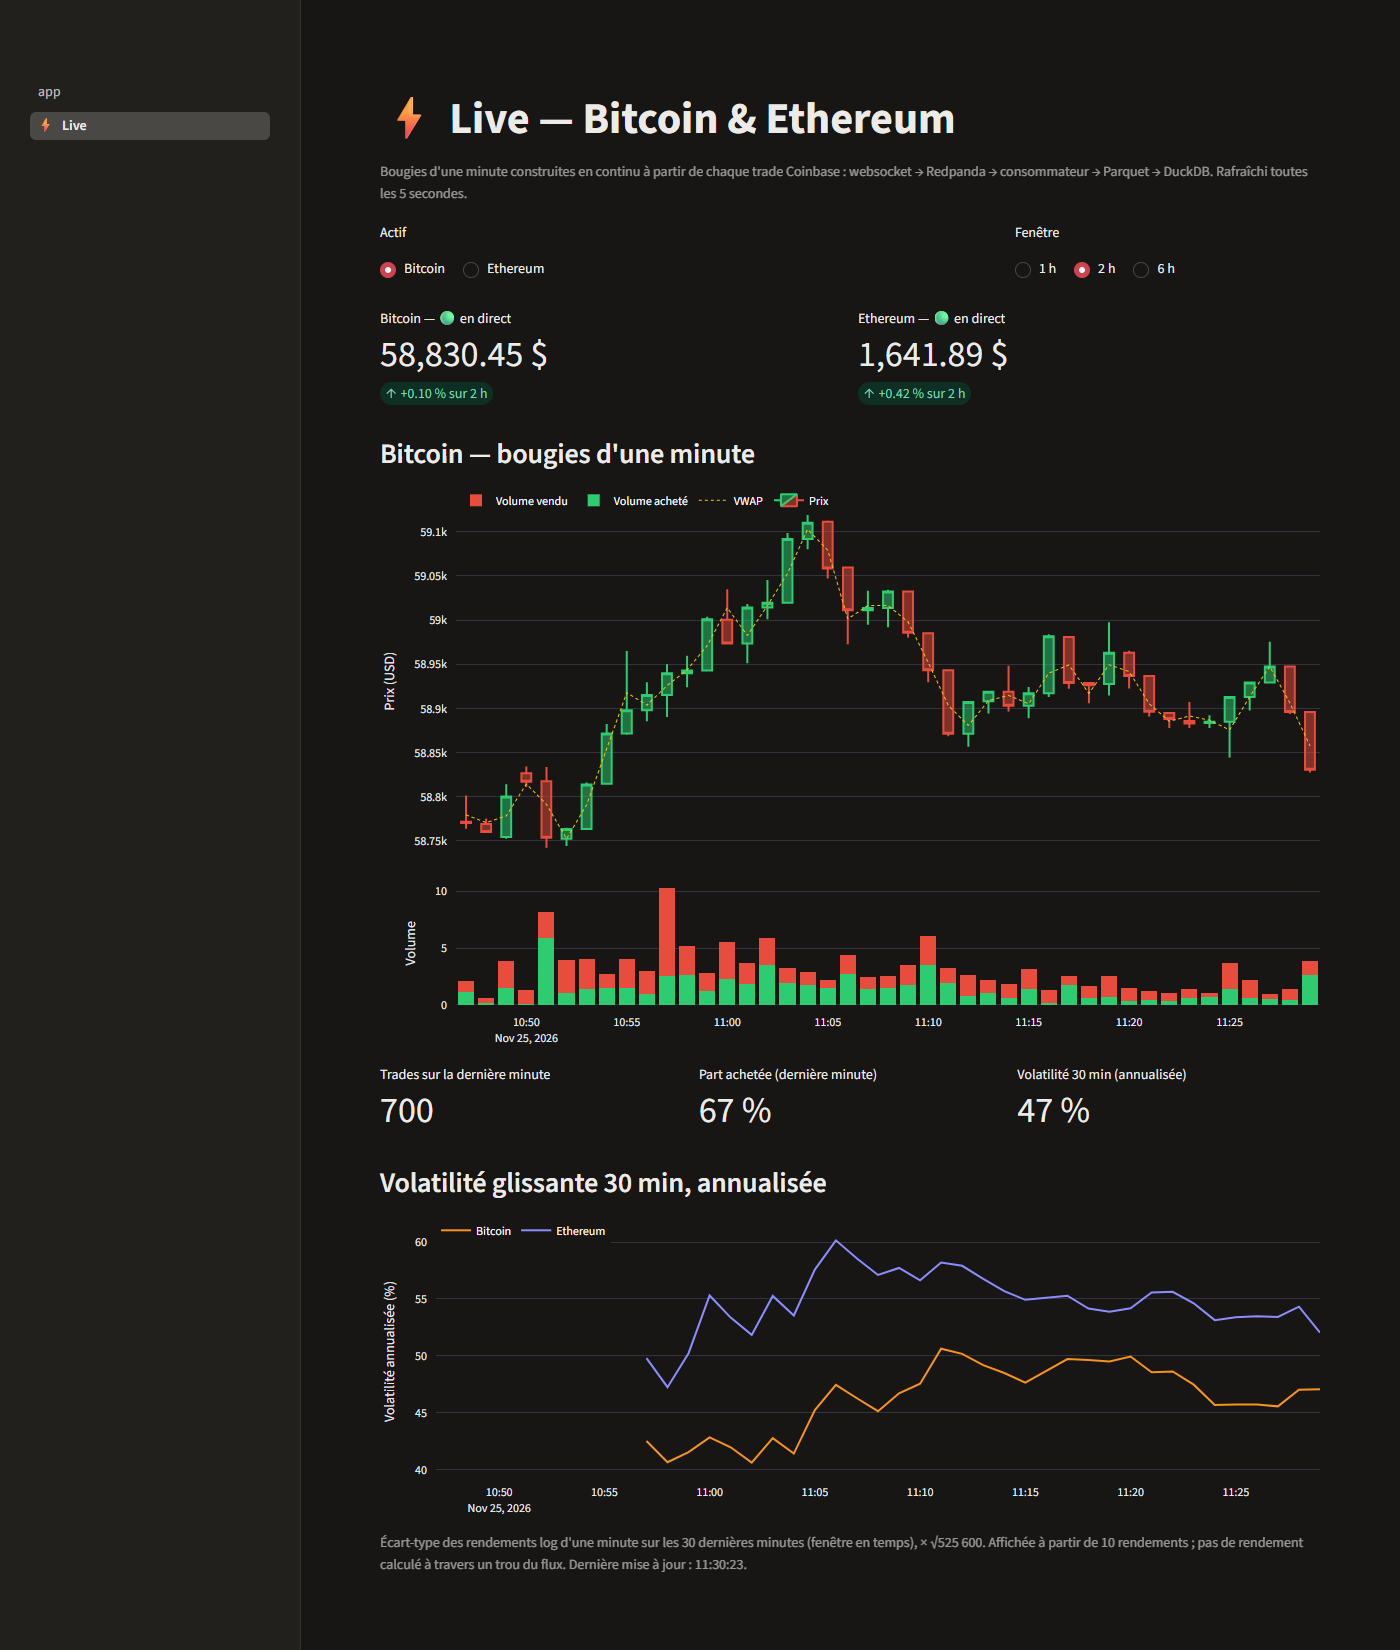 app
Live
Live — Bitcoin & Ethereum
Bougies d'une minute construites en continu à partir de chaque trade Coinbase : websocket → Redpanda → consommateur → Parquet → DuckDB. Rafraîchi toutes
les 5 secondes.
Actif
Fenêtre
Bitcoin Ethereum
1 h 2 h 6 h
Bitcoin — en direct
Ethereum — en direct
58,830.45 $
1,641.89 $
↑ +0.10 % sur 2 h
↑ +0.42 % sur 2 h
Bitcoin — bougies d'une minute
Volume vendu Volume acheté VWAP Prix
59.1k
59.05k
59k
58.95k
58.9k
58.85k
58.8k
58.75k
Prix (USD)
10
5
0
Volume
10:50 10:55 11:00 11:05 11:10 11:15 11:20 11:25
Nov 25, 2026
Trades sur la dernière minute
Part achetée (dernière minute)
Volatilité 30 min (annualisée)
700
67 %
47 %
Volatilité glissante 30 min, annualisée
Bitcoin Ethereum
60
55
50
45
40
Volatilité annualisée (%)
10:50 10:55 11:00 11:05 11:10 11:15 11:20 11:25
Nov 25, 2026
Écart-type des rendements log d'une minute sur les 30 dernières minutes (fenêtre en temps), × √525 600. Affichée à partir de 10 rendements ; pas de rendement
calculé à travers un trou du flux. Dernière mise à jour : 11:30:23.